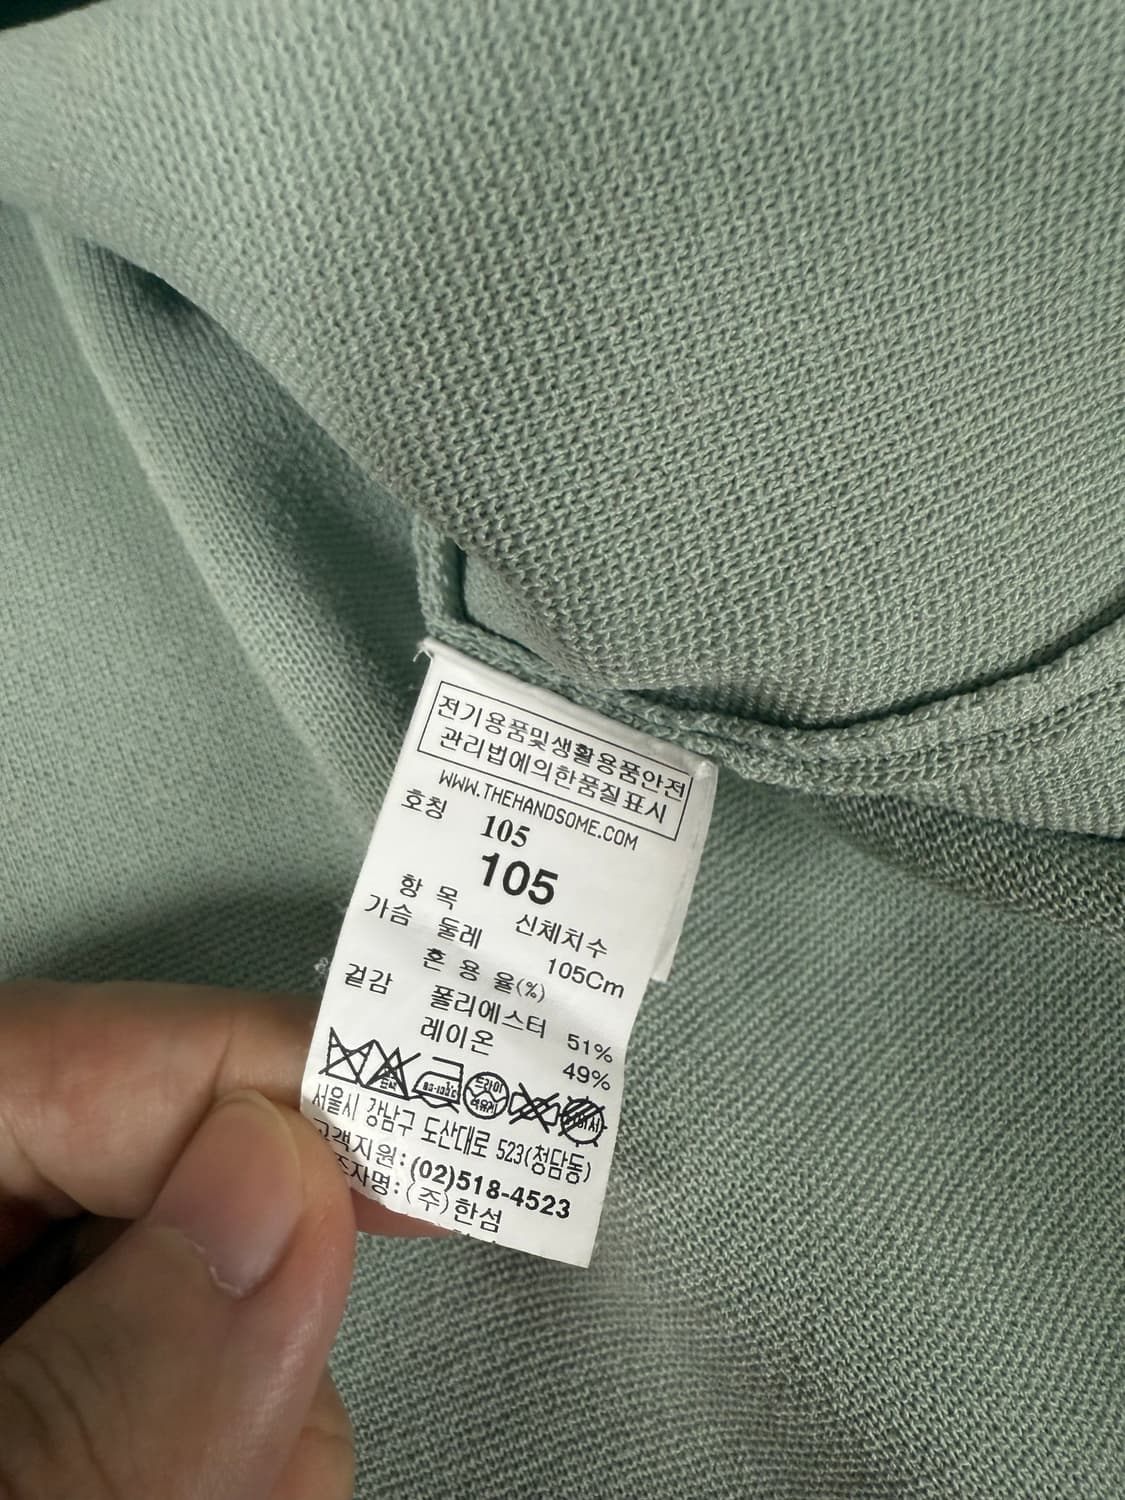 전기용품및생활용품안전
관리법에의한품질표시
WWW.THEHANDSOME.COM
호칭 105
105
항 목 신체치수
가슴 둘레 105Cm
혼 용 율(%)
겉감 폴리에스터 51%
레이온 49%
드라이
서울시 강남구 도산대로 523(청담동)
고객지원:(02)518-4523
조자명:(주)한섬